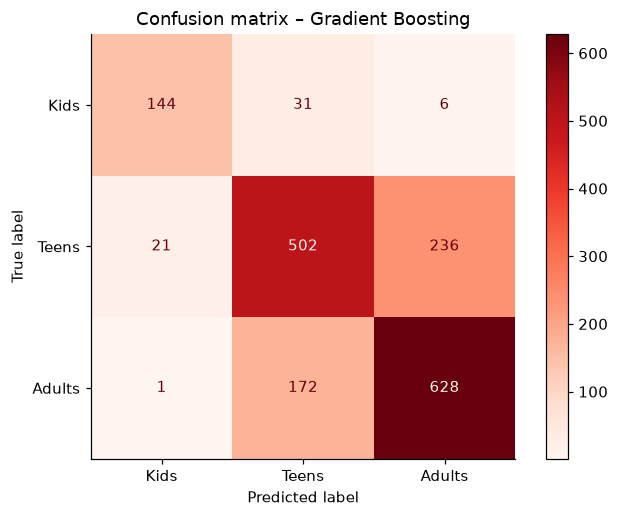 Confusion matrix – Gradient Boosting
True label
Kids 144 31 6
Teens 21 502 236
Adults 1 172 628
Kids Teens Adults
Predicted label
600
500
400
300
200
100